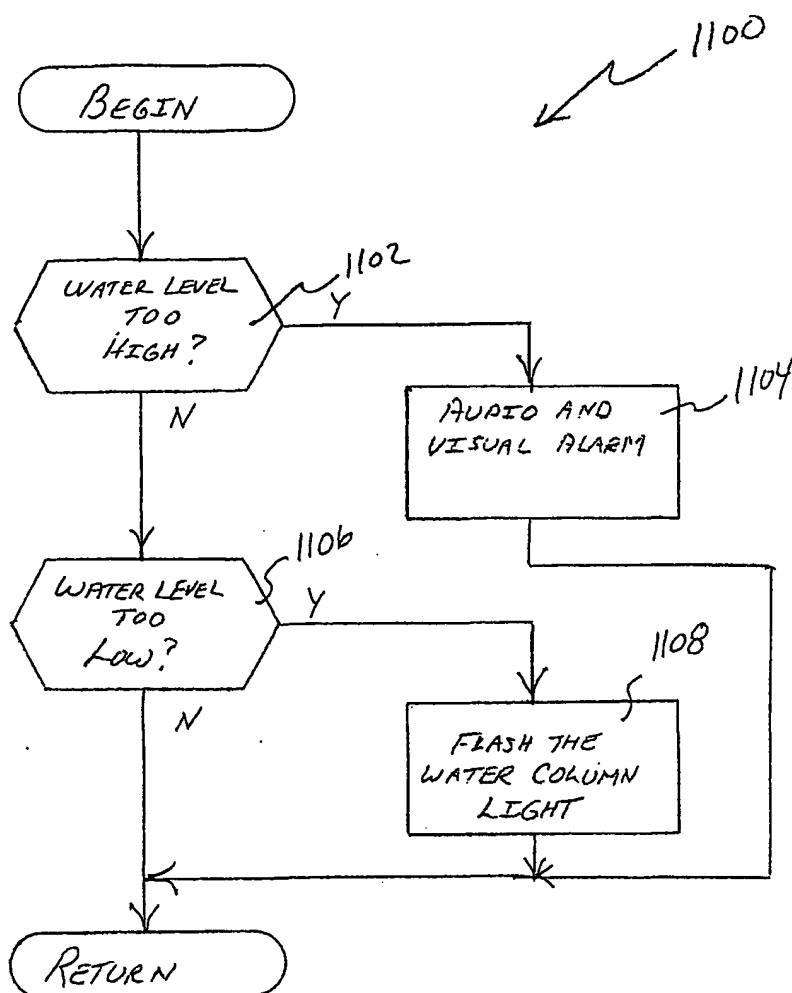 1100
BEGIN
WATER LEVEL
TOO
HIGH?
1102
Y
N
AUDIO AND
VISUAL ALARM
1104
WATER LEVEL
TOO
LOW?
1106
Y
N
FLASH THE
WATER COLUMN
LIGHT
1108
RETURN